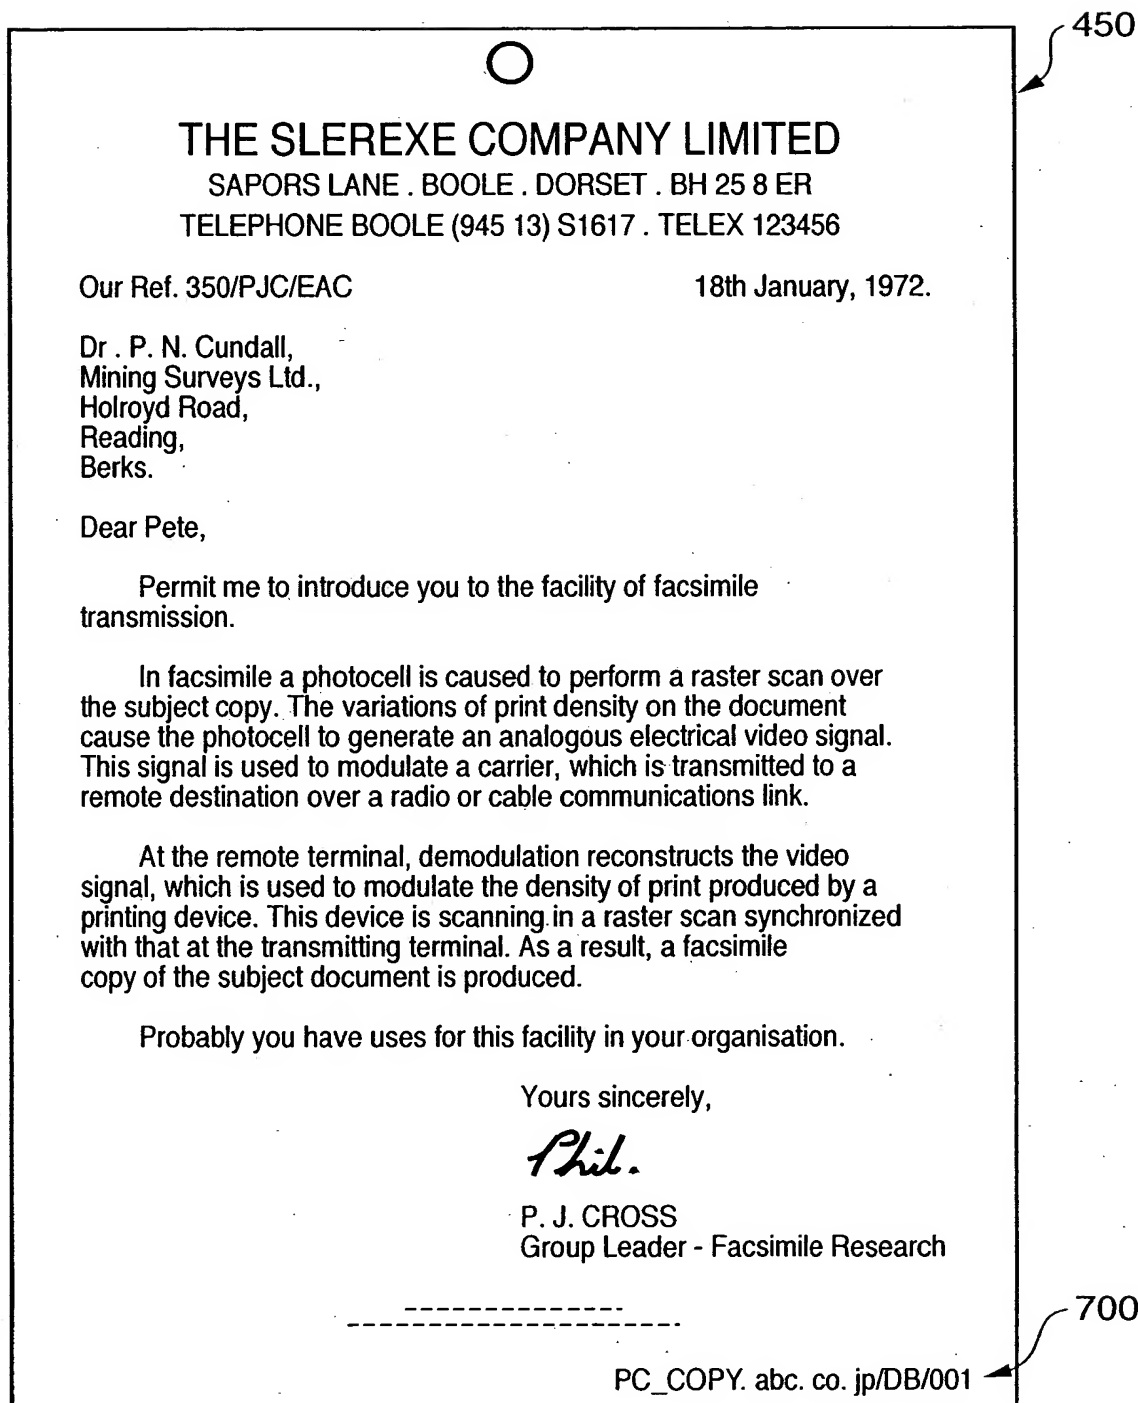 450
THE SLEREXE COMPANY LIMITED
SAPORS LANE . BOOLE . DORSET . BH 25 8 ER
TELEPHONE BOOLE (945 13) S1617 . TELEX 123456
Our Ref. 350/PJC/EAC 18th January, 1972.
Dr . P. N. Cundall,
Mining Surveys Ltd.,
Holroyd Road,
Reading,
Berks.
Dear Pete,
Permit me to introduce you to the facility of facsimile
transmission.
In facsimile a photocell is caused to perform a raster scan over
the subject copy. The variations of print density on the document
cause the photocell to generate an analogous electrical video signal.
This signal is used to modulate a carrier, which is transmitted to a
remote destination over a radio or cable communications link.
At the remote terminal, demodulation reconstructs the video
signal, which is used to modulate the density of print produced by a
printing device. This device is scanning in a raster scan synchronized
with that at the transmitting terminal. As a result, a facsimile
copy of the subject document is produced.
Probably you have uses for this facility in your organisation.
Yours sincerely,
Phil.
P. J. CROSS
Group Leader - Facsimile Research
700
PC_COPY. abc. co. jp/DB/001